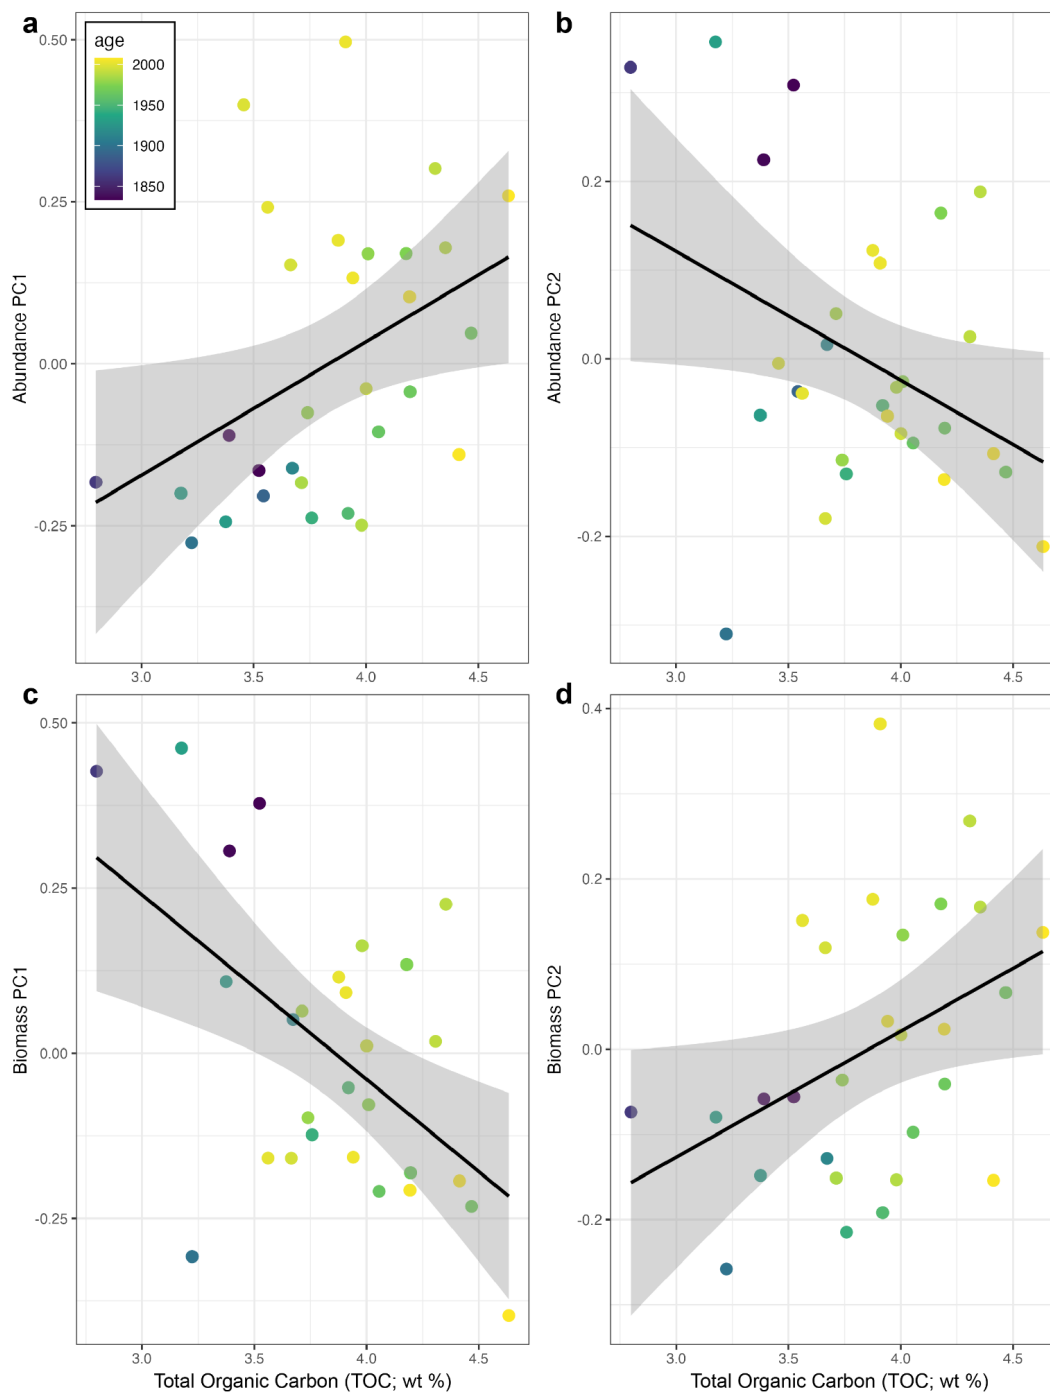 a
age
2000
1950
1900
1850
0.50
0.25
0.00
-0.25
Abundance PC1
3.0 3.5 4.0 4.5
b
0.2
0.0
-0.2
Abundance PC2
3.0 3.5 4.0 4.5
c
0.50
0.25
0.00
-0.25
Biomass PC1
3.0 3.5 4.0 4.5
Total Organic Carbon (TOC; wt %)
d
0.4
0.2
0.0
-0.2
Biomass PC2
3.0 3.5 4.0 4.5
Total Organic Carbon (TOC; wt %)